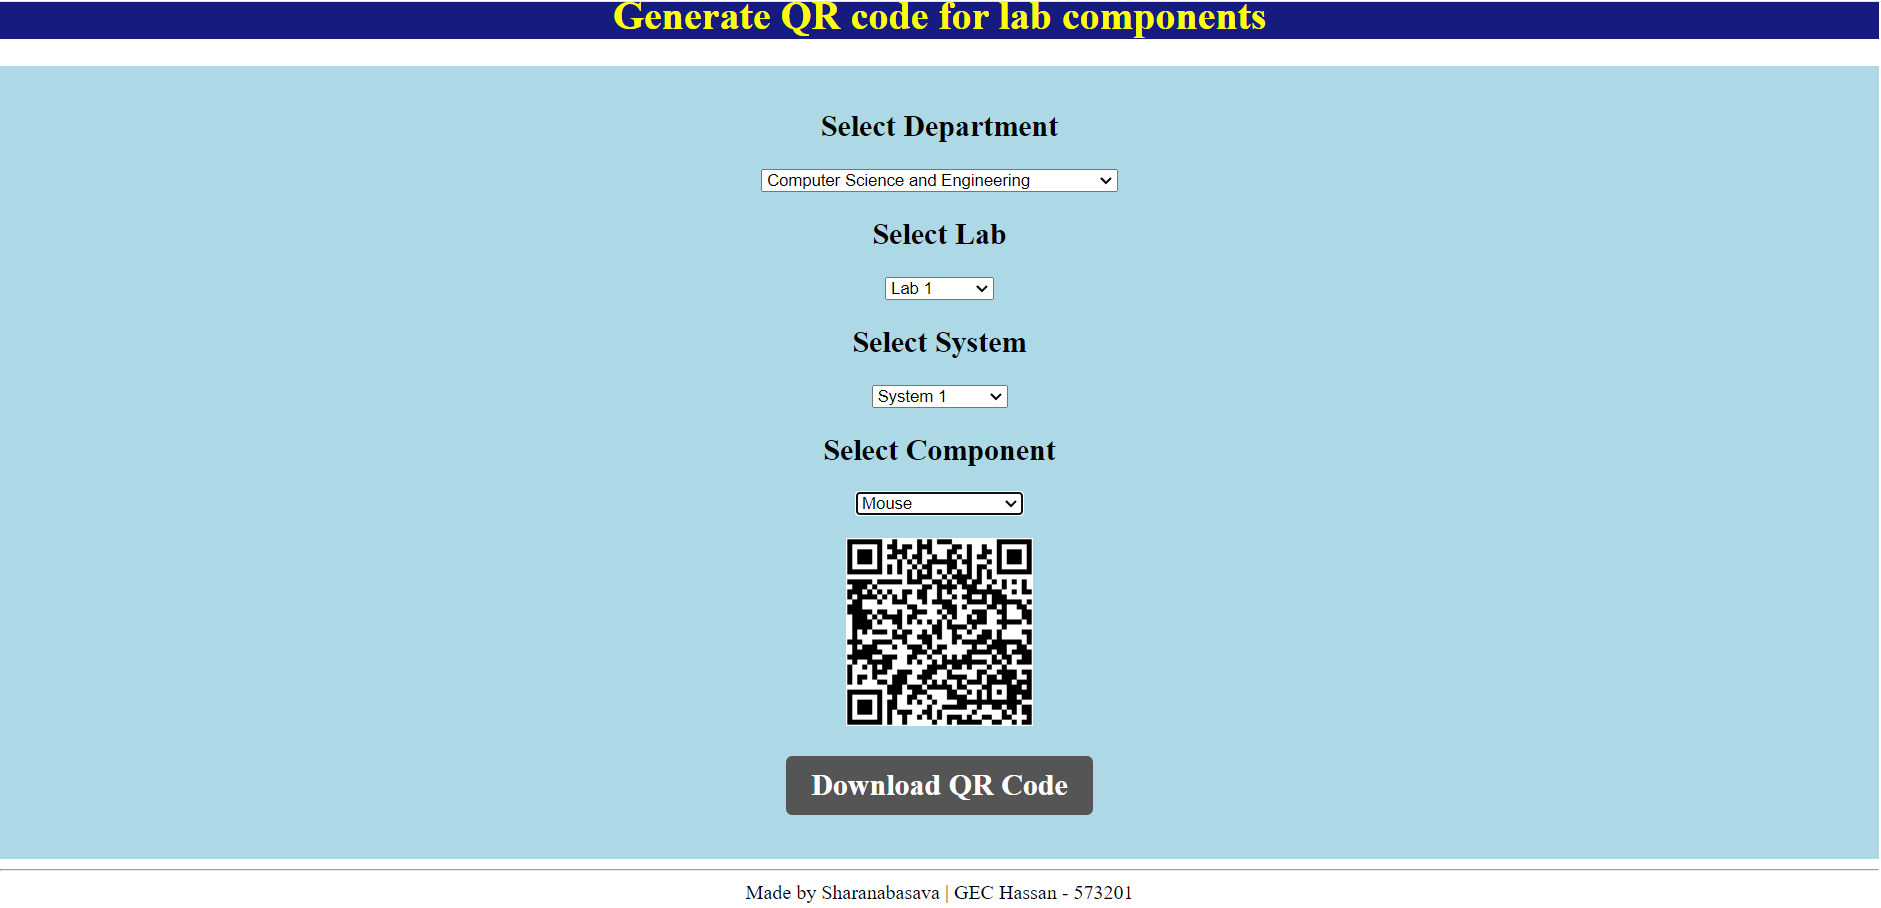 Generate QR code for lab components
Select Department
Computer Science and Engineering
Select Lab
Lab 1
Select System
System 1
Select Component
Mouse
Download QR Code
Made by Sharanabasava | GEC Hassan - 573201